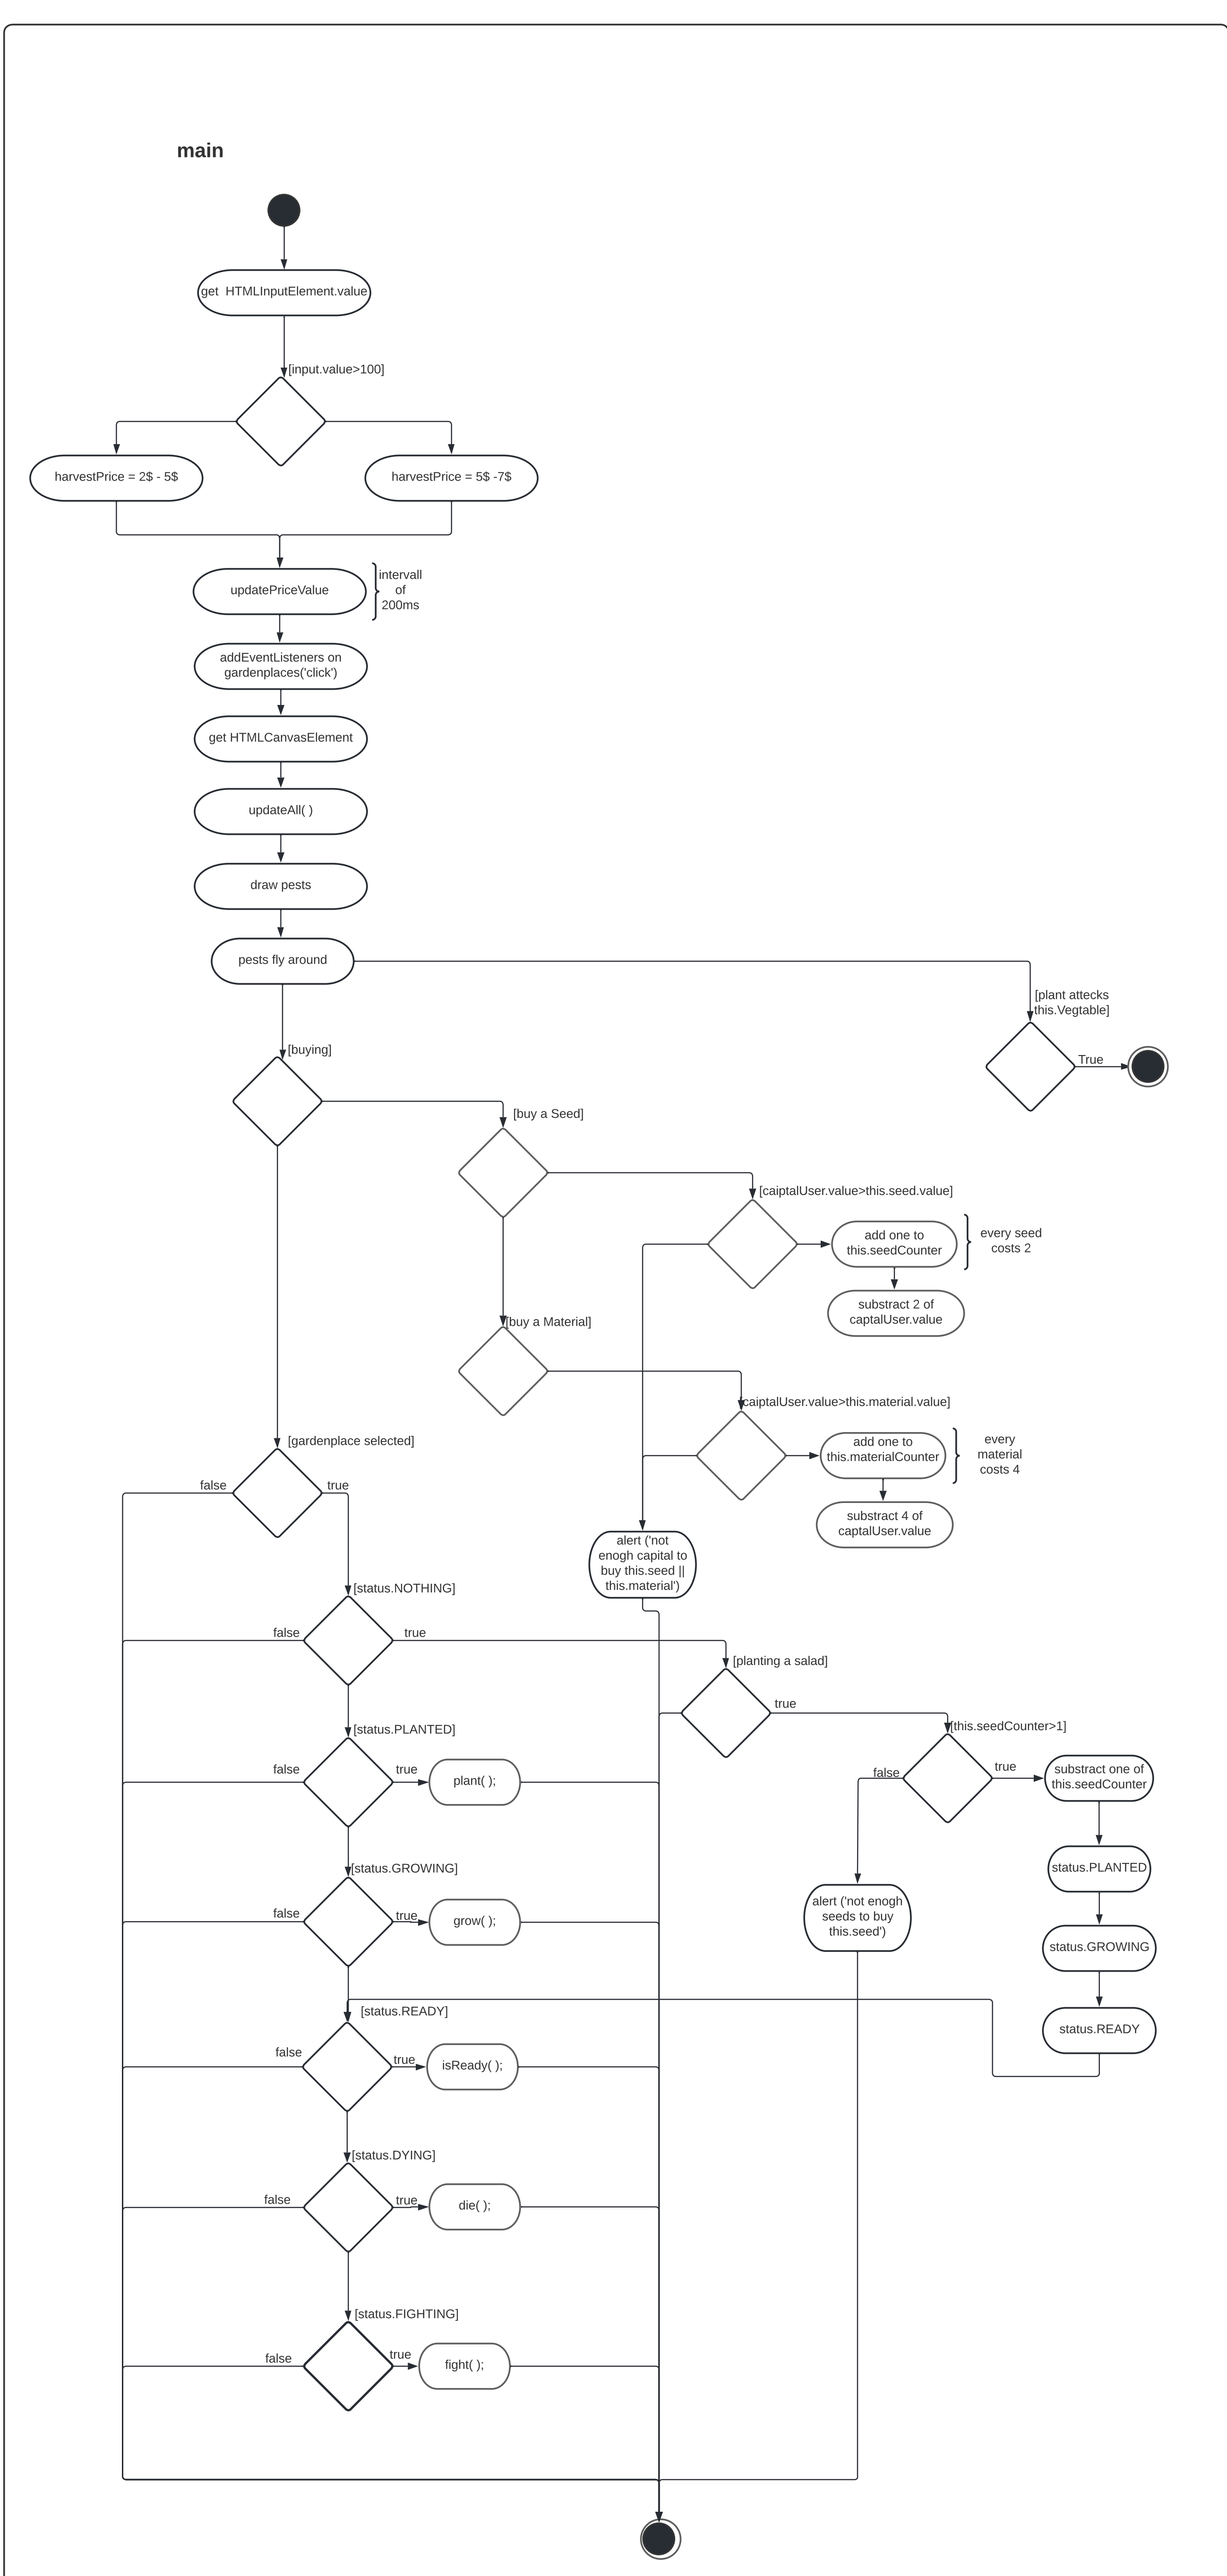 main
get  HTMLInputElement.value
[input.value>100]
harvestPrice = 2$ - 5$
harvestPrice = 5$ -7$
updatePriceValue
intervall
of
200ms
addEventListeners on
gardenplaces('click')
get HTMLCanvasElement
updateAll( )
draw pests
pests fly around
[plant attecks
this.Vegtable]
True
[buying]
[buy a Seed]
[caiptalUser.value>this.seed.value]
add one to
this.seedCounter
every seed
costs 2
substract 2 of
captalUser.value
[buy a Material]
[caiptalUser.value>this.material.value]
add one to
this.materialCounter
every
material
costs 4
substract 4 of
captalUser.value
[gardenplace selected]
false
true
alert ('not
enogh capital to
buy this.seed ||
this.material')
[status.NOTHING]
false
true
[planting a salad]
true
[this.seedCounter>1]
false
true
substract one of
this.seedCounter
[status.PLANTED]
false
true
plant( );
status.PLANTED
[status.GROWING]
false
true
grow( );
alert ('not enogh
seeds to buy
this.seed')
status.GROWING
[status.READY]
false
true
isReady( );
status.READY
[status.DYING]
false
true
die( );
[status.FIGHTING]
false
true
fight( );